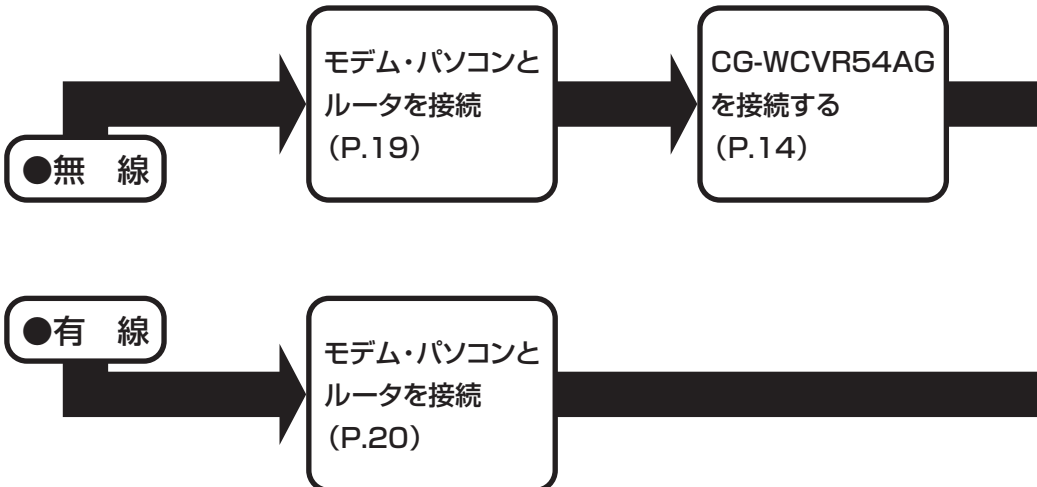 ●無　線
モデム・パソコンと
ルータを接続
（P.19）
CG-WCVR54AG
を接続する
（P.14）
●有　線
モデム・パソコンと
ルータを接続
（P.20）